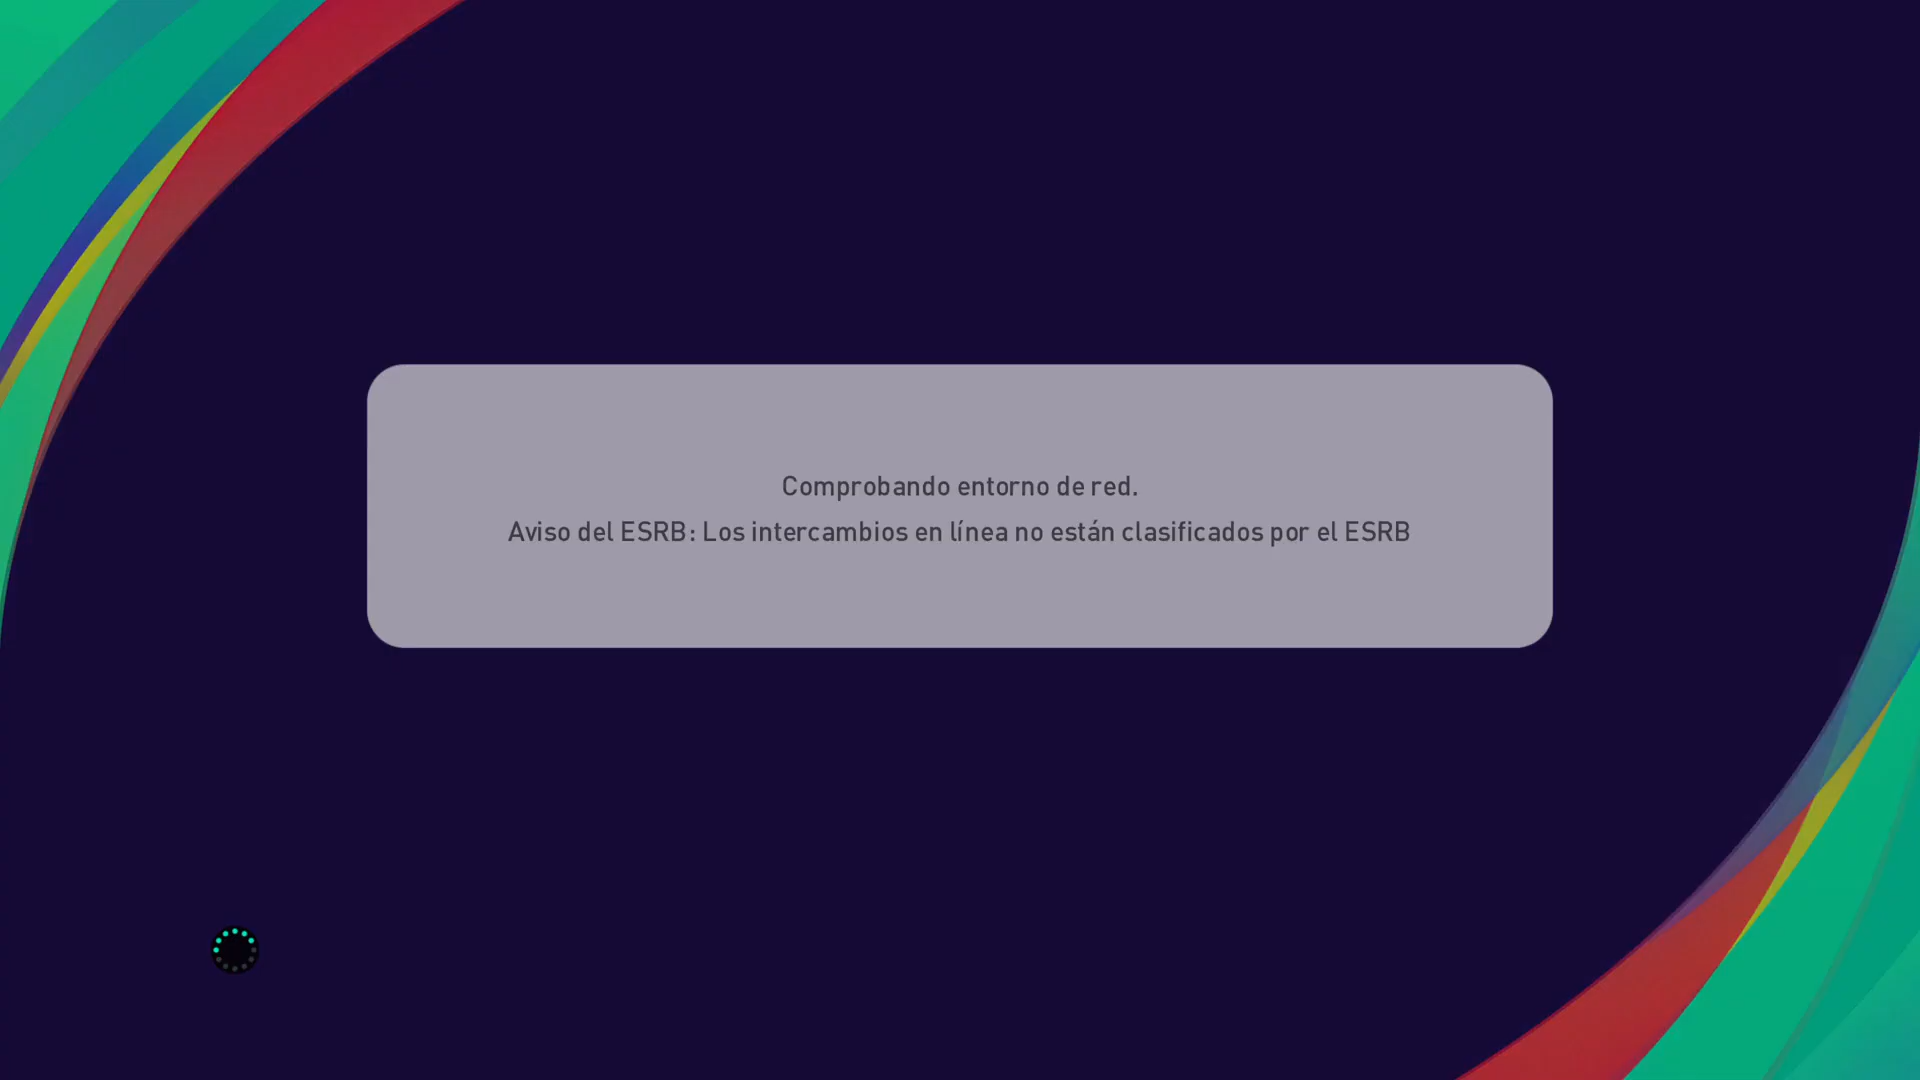 Comprobando entorno de red.
Aviso del ESRB: Los intercambios en línea no están clasificados por el ESRB